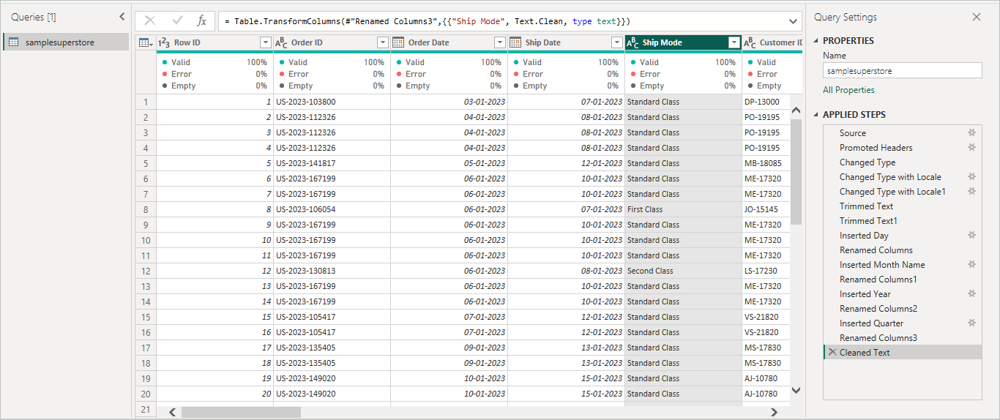 Queries [1]
samplesuperstore
= Table.TransformColumns(#"Renamed Columns3",{{"Ship Mode", Text.Clean, type text}})
Row ID Order ID Order Date Ship Date Ship Mode Customer ID
Valid 100% Valid 100% Valid 100% Valid 100% Valid 100% Valid
Error 0% Error 0% Error 0% Error 0% Error 0% Error
Empty 0% Empty 0% Empty 0% Empty 0% Empty 0% Empty
1 1 US-2023-103800 03-01-2023 07-01-2023 Standard Class DP-13000
2 2 US-2023-112326 04-01-2023 08-01-2023 Standard Class PO-19195
3 3 US-2023-112326 04-01-2023 08-01-2023 Standard Class PO-19195
4 4 US-2023-112326 04-01-2023 08-01-2023 Standard Class PO-19195
5 5 US-2023-141817 05-01-2023 12-01-2023 Standard Class MB-18085
6 6 US-2023-167199 06-01-2023 10-01-2023 Standard Class ME-17320
7 7 US-2023-167199 06-01-2023 10-01-2023 Standard Class ME-17320
8 8 US-2023-106054 06-01-2023 07-01-2023 First Class JO-15145
9 9 US-2023-167199 06-01-2023 10-01-2023 Standard Class ME-17320
10 10 US-2023-167199 06-01-2023 10-01-2023 Standard Class ME-17320
11 11 US-2023-167199 06-01-2023 10-01-2023 Standard Class ME-17320
12 12 US-2023-130813 06-01-2023 08-01-2023 Second Class LS-17230
13 13 US-2023-167199 06-01-2023 10-01-2023 Standard Class ME-17320
14 14 US-2023-167199 06-01-2023 10-01-2023 Standard Class ME-17320
15 15 US-2023-105417 07-01-2023 12-01-2023 Standard Class VS-21820
16 16 US-2023-105417 07-01-2023 12-01-2023 Standard Class VS-21820
17 17 US-2023-135405 09-01-2023 13-01-2023 Standard Class MS-17830
18 18 US-2023-135405 09-01-2023 13-01-2023 Standard Class MS-17830
19 19 US-2023-149020 10-01-2023 15-01-2023 Standard Class AJ-10780
20 20 US-2023-149020 10-01-2023 15-01-2023 Standard Class AJ-10780
21
Query Settings
PROPERTIES
Name
samplesuperstore
All Properties
APPLIED STEPS
Source
Promoted Headers
Changed Type
Changed Type with Locale
Changed Type with Locale1
Trimmed Text
Trimmed Text1
Inserted Day
Renamed Columns
Inserted Month Name
Renamed Columns1
Inserted Year
Renamed Columns2
Inserted Quarter
Renamed Columns3
Cleaned Text